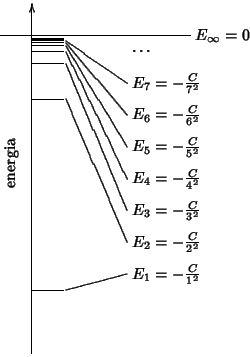 E∞ = 0
...
E₇ = −C/7²
E₆ = −C/6²
E₅ = −C/5²
E₄ = −C/4²
E₃ = −C/3²
E₂ = −C/2²
E₁ = −C/1²
energia